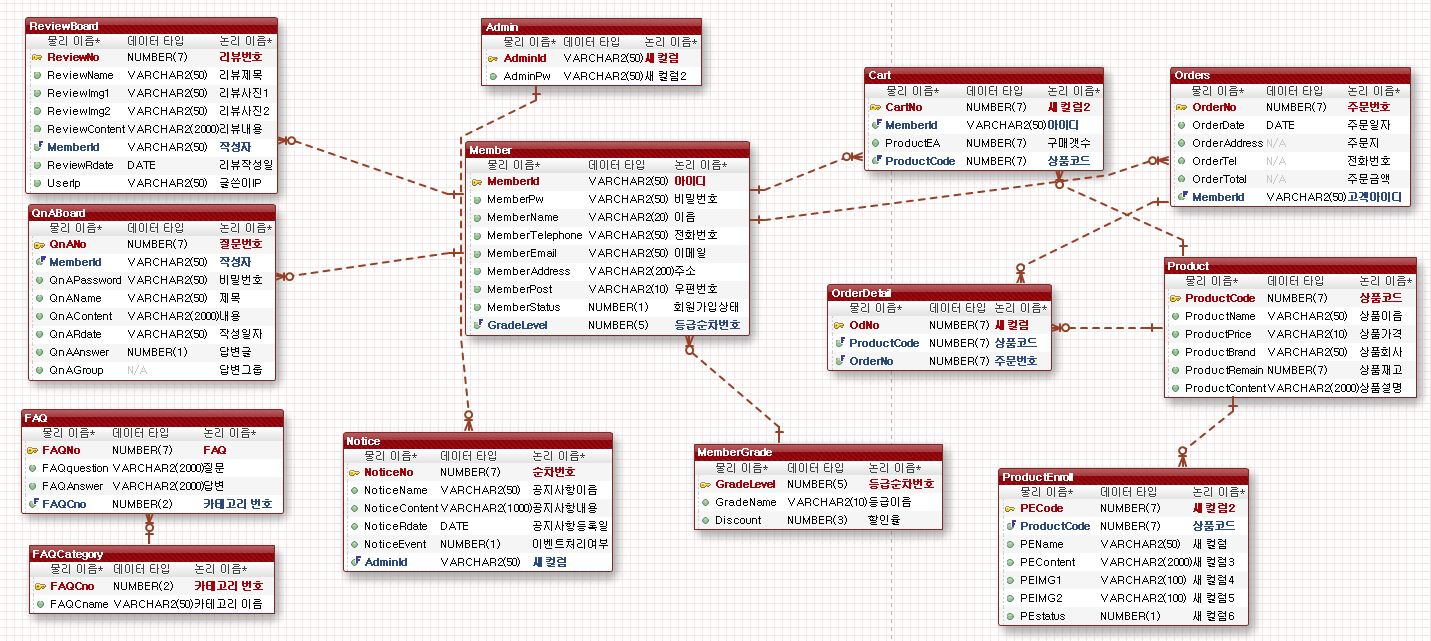 ReviewBoard
물리 이름* 데이터 타입 논리 이름*
ReviewNo NUMBER(7) 리뷰번호
ReviewName VARCHAR2(50) 리뷰제목
ReviewImg1 VARCHAR2(50) 리뷰사진1
ReviewImg2 VARCHAR2(50) 리뷰사진2
ReviewContent VARCHAR2(2000) 리뷰내용
MemberId VARCHAR2(50) 작성자
ReviewRdate DATE 리뷰작성일
UserIp VARCHAR2(50) 글쓴이IP
Admin
물리 이름* 데이터 타입 논리 이름*
AdminId VARCHAR2(50) 새 컬럼
AdminPw VARCHAR2(50) 새 컬럼2
Cart
물리 이름* 데이터 타입 논리 이름*
CartNo NUMBER(7) 새 컬럼2
MemberId VARCHAR2(50) 아이디
ProductEA NUMBER(7) 구매갯수
ProductCode NUMBER(7) 상품코드
Orders
물리 이름* 데이터 타입 논리 이름*
OrderNo NUMBER(7) 주문번호
OrderDate DATE 주문일자
OrderAddress N/A 주문지
OrderTel N/A 전화번호
OrderTotal N/A 주문금액
MemberId VARCHAR2(50) 고객아이디
Member
물리 이름* 데이터 타입 논리 이름*
MemberId VARCHAR2(50) 아이디
MemberPw VARCHAR2(50) 비밀번호
MemberName VARCHAR2(20) 이름
MemberTelephone VARCHAR2(50) 전화번호
MemberEmail VARCHAR2(50) 이메일
MemberAddress VARCHAR2(200) 주소
MemberPost VARCHAR2(10) 우편번호
MemberStatus NUMBER(1) 회원가입상태
GradeLevel NUMBER(5) 등급순차번호
QnABoard
물리 이름* 데이터 타입 논리 이름*
QnANo NUMBER(7) 질문번호
MemberId VARCHAR2(50) 작성자
QnAPassword VARCHAR2(50) 비밀번호
QnAName VARCHAR2(50) 제목
QnAContent VARCHAR2(2000) 내용
QnARdate VARCHAR2(50) 작성일자
QnAAnswer NUMBER(1) 답변글
QnAGroup N/A 답변그룹
OrderDetail
물리 이름* 데이터 타입 논리 이름*
OdNo NUMBER(7) 새 컬럼
ProductCode NUMBER(7) 상품코드
OrderNo NUMBER(7) 주문번호
Product
물리 이름* 데이터 타입 논리 이름*
ProductCode NUMBER(7) 상품코드
ProductName VARCHAR2(50) 상품이름
ProductPrice VARCHAR2(10) 상품가격
ProductBrand VARCHAR2(50) 상품회사
ProductRemain NUMBER(7) 상품재고
ProductContent VARCHAR2(2000) 상품설명
FAQ
물리 이름* 데이터 타입 논리 이름*
FAQNo NUMBER(7) FAQ
FAQquestion VARCHAR2(2000) 질문
FAQAnswer VARCHAR2(2000) 답변
FAQCno NUMBER(2) 카테고리 번호
Notice
물리 이름* 데이터 타입 논리 이름*
NoticeNo NUMBER(7) 순차번호
NoticeName VARCHAR2(50) 공지사항이름
NoticeContent VARCHAR2(1000) 공지사항내용
NoticeRdate DATE 공지사항등록일
NoticeEvent NUMBER(1) 이벤트처리여부
AdminId VARCHAR2(50) 새 컬럼
MemberGrade
물리 이름* 데이터 타입 논리 이름*
GradeLevel NUMBER(5) 등급순차번호
GradeName VARCHAR2(10) 등급이름
Discount NUMBER(3) 할인율
ProductEnroll
물리 이름* 데이터 타입 논리 이름*
PECode NUMBER(7) 새 컬럼2
ProductCode NUMBER(7) 상품코드
PEName VARCHAR2(50) 새 컬럼
PEContent VARCHAR2(2000) 새 컬럼3
PEIMG1 VARCHAR2(100) 새 컬럼4
PEIMG2 VARCHAR2(100) 새 컬럼5
PEstatus NUMBER(1) 새 컬럼6
FAQCategory
물리 이름* 데이터 타입 논리 이름*
FAQCno NUMBER(2) 카테고리 번호
FAQCname VARCHAR2(50) 카테고리 이름